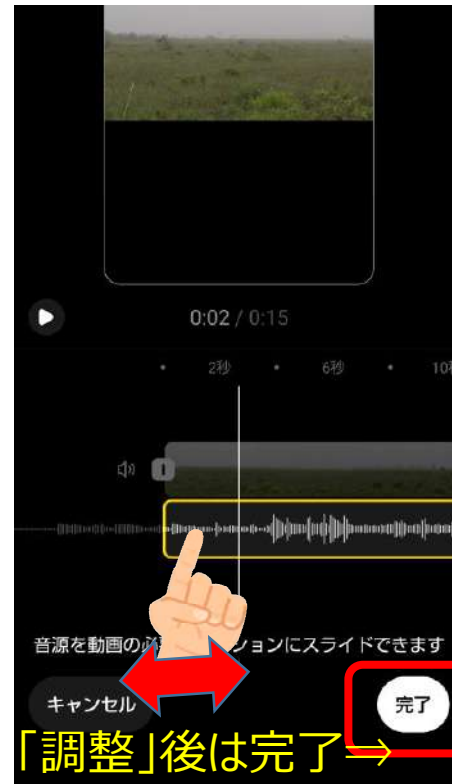 0:02 / 0:15
2秒 6秒
音源を動画の ションにスライドできます
キャンセル 完了
「調整」後は完了⇒